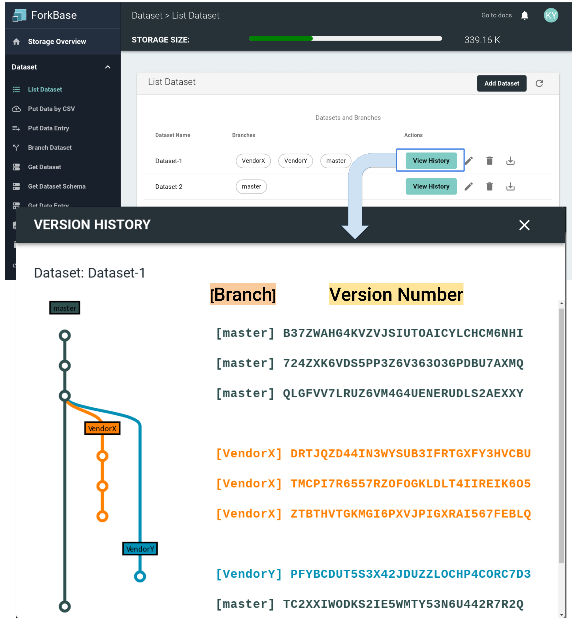 ForkBase
Dataset > List Dataset
Go to docs
KY
Storage Overview
STORAGE SIZE:
339.15 K
Dataset
List Dataset
Add Dataset
List Dataset
Put Data by CSV
Put Data Entry
Branch Dataset
Get Dataset
Get Dataset Schema
Get Data Entry
Datasets and Branches
Dataset Name
Branches
Actions
Dataset-1
VendorX
VendorY
master
View History
Dataset-2
master
View History
VERSION HISTORY
Dataset: Dataset-1
[Branch]
Version Number
master
[master] B37ZWAHG4KVZVJSIUTOAICYLCHCM6NHI
[master] 724ZXK6VDS5PP3Z6V363O3GPDBU7AXMQ
[master] QLGFVV7LRUZ6VM4G4UENERUDLS2AEXXY
VendorX
[VendorX] DRTJQZD44IN3WYSUB3IFRTGXFY3HVCBU
[VendorX] TMCPI7R6557RZOFOGKLDLT4IIREIK6O5
[VendorX] ZTBTHVTGKMGI6PXVJPIGXRAI567FEBLQ
VendorY
[VendorY] PFYBCDUT5S3X42JDUZZLOCHP4CORC7D3
[master] TC2XXIWODKS2IE5WMTY53N6U442R7R2Q